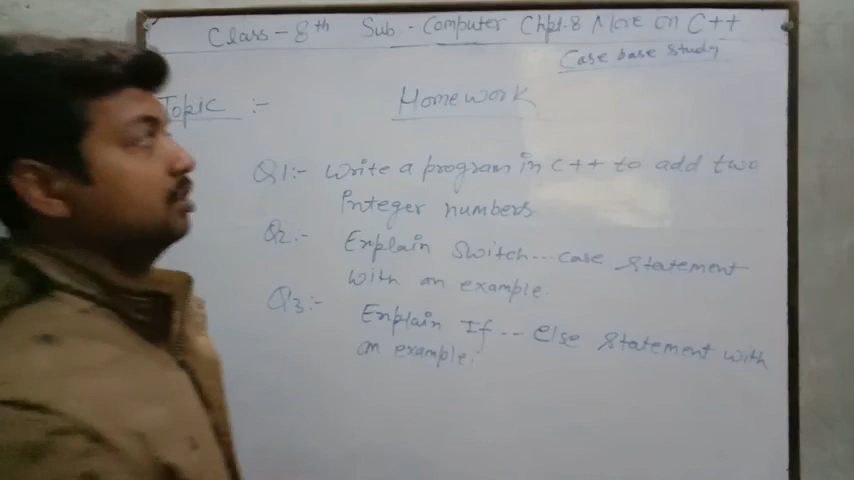 Class - 8th Sub - Computer Chpt-8 More on C++
Case base study
Topic :- Homework
Q1:- Write a program in C++ to add two
integer numbers
Q2:- Explain Switch... case statement
with an example.
Q3:- Explain If ... else statement with
an example.